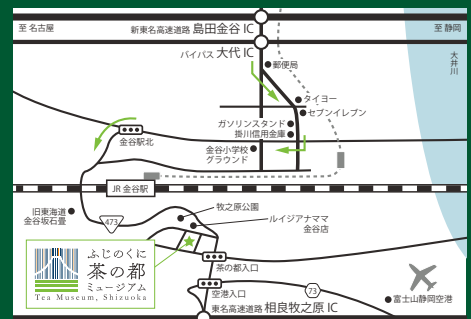 至 名古屋
新東名高速道路 島田金谷 IC
至 静岡
バイパス 大代 IC
大井川
郵便局
タイヨー
セブンイレブン
ガソリンスタンド
掛川信用金庫
金谷駅北
金谷小学校
グラウンド
JR 金谷駅
旧東海道
金谷坂石畳
473
牧之原公園
ルイジアナママ
金谷店
ふじのくに
茶の都
ミュージアム
Tea Museum, Shizuoka
茶の都入口
空港入口
73
東名高速道路 相良牧之原 IC
富士山静岡空港